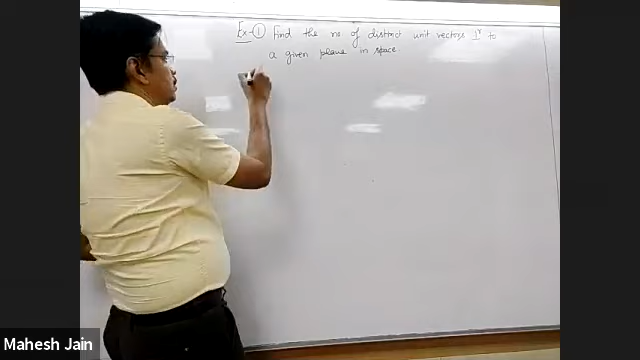 Ex-① Find the no of distinct unit vectors ⊥r to
a given plane in space.
Mahesh Jain